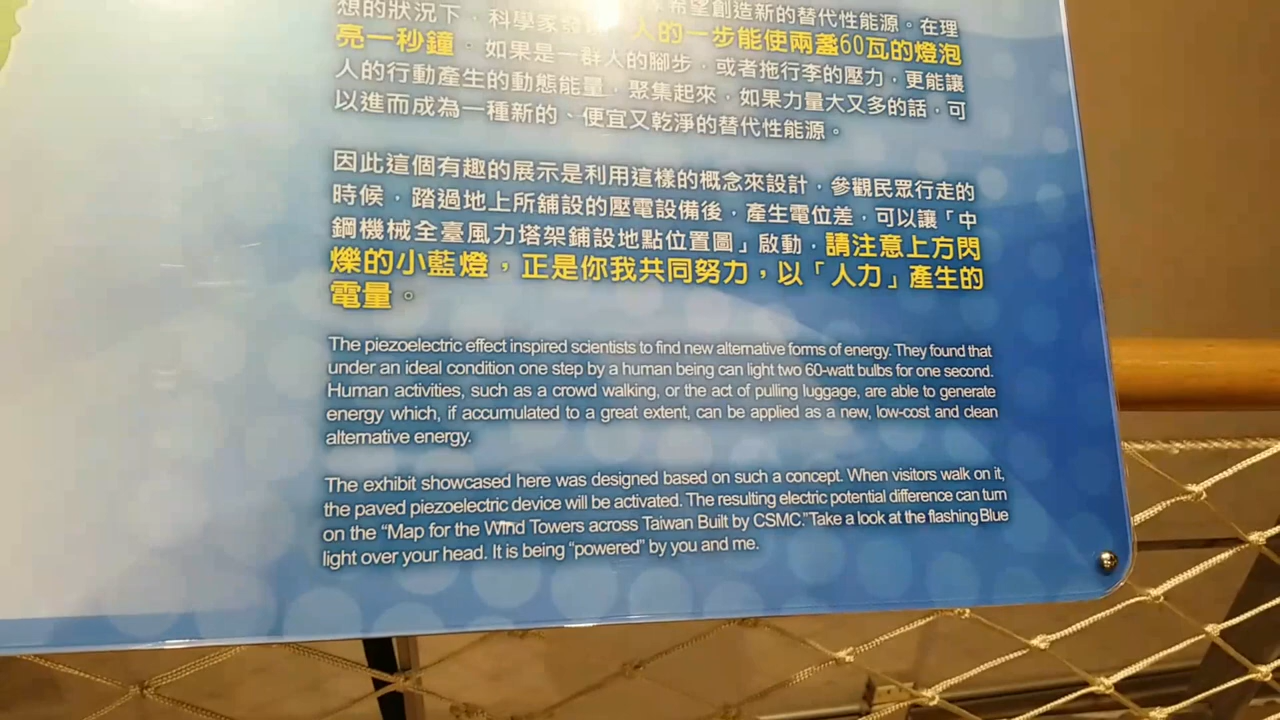 想的狀況下，科學家發 希望創造新的替代性能源。在理
人的一步能使兩盞60瓦的燈泡
亮一秒鐘。如果是一群人的腳步，或者拖行李的壓力，更能讓
人的行動產生的動態能量，聚集起來，如果力量大又多的話，可
以進而成為一種新的、便宜又乾淨的替代性能源。
因此這個有趣的展示是利用這樣的概念來設計，參觀民眾行走的
時候，踏過地上所舖設的壓電設備後，產生電位差，可以讓「中
鋼機械全臺風力塔架鋪設地點位置圖」啟動，請注意上方閃
爍的小藍燈，正是你我共同努力，以「人力」產生的
電量。
The piezoelectric effect inspired scientists to find new alternative forms of energy. They found that
under an ideal condition one step by a human being can light two 60-watt bulbs for one second.
Human activities, such as a crowd walking, or the act of pulling luggage, are able to generate
energy which, if accumulated to a great extent, can be applied as a new, low-cost and clean
alternative energy.
The exhibit showcased here was designed based on such a concept. When visitors walk on it,
the paved piezoelectric device will be activated. The resulting electric potential difference can turn
on the “Map for the Wind Towers across Taiwan Built by CSMC.”Take a look at the flashing Blue
light over your head. It is being “powered” by you and me.